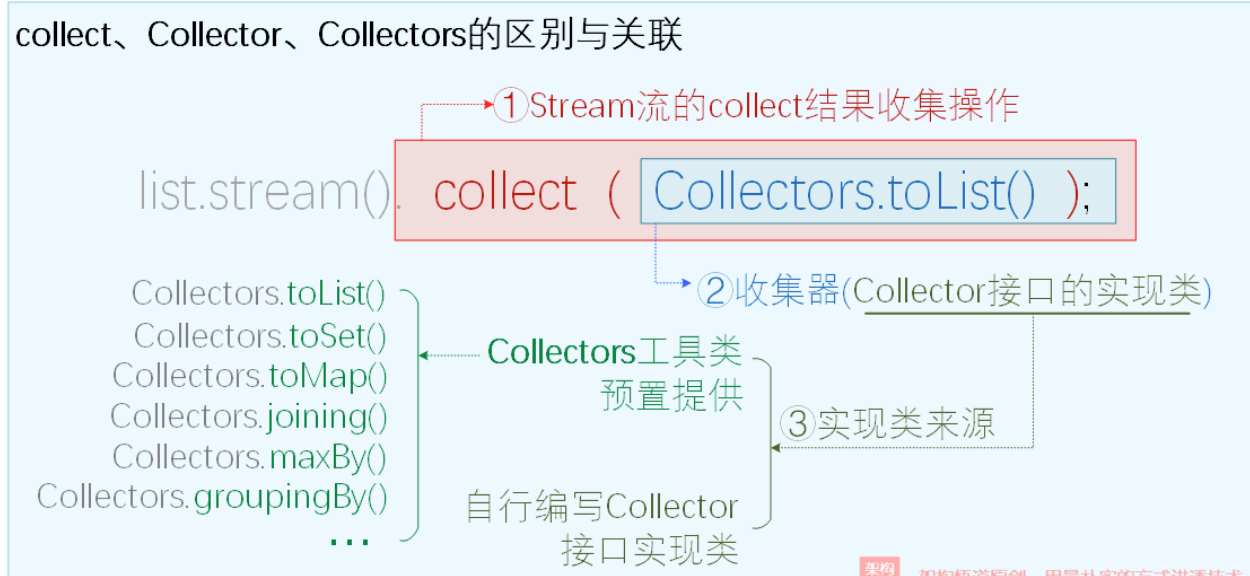 collect、Collector、Collectors的区别与关联
①Stream流的collect结果收集操作
list.stream(). collect ( Collectors.toList() );
②收集器(Collector接口的实现类)
Collectors.toList()
Collectors.toSet()
Collectors.toMap()
Collectors.joining()
Collectors.maxBy()
Collectors.groupingBy()
...
Collectors工具类
预置提供
③实现类来源
自行编写Collector
接口实现类
架构